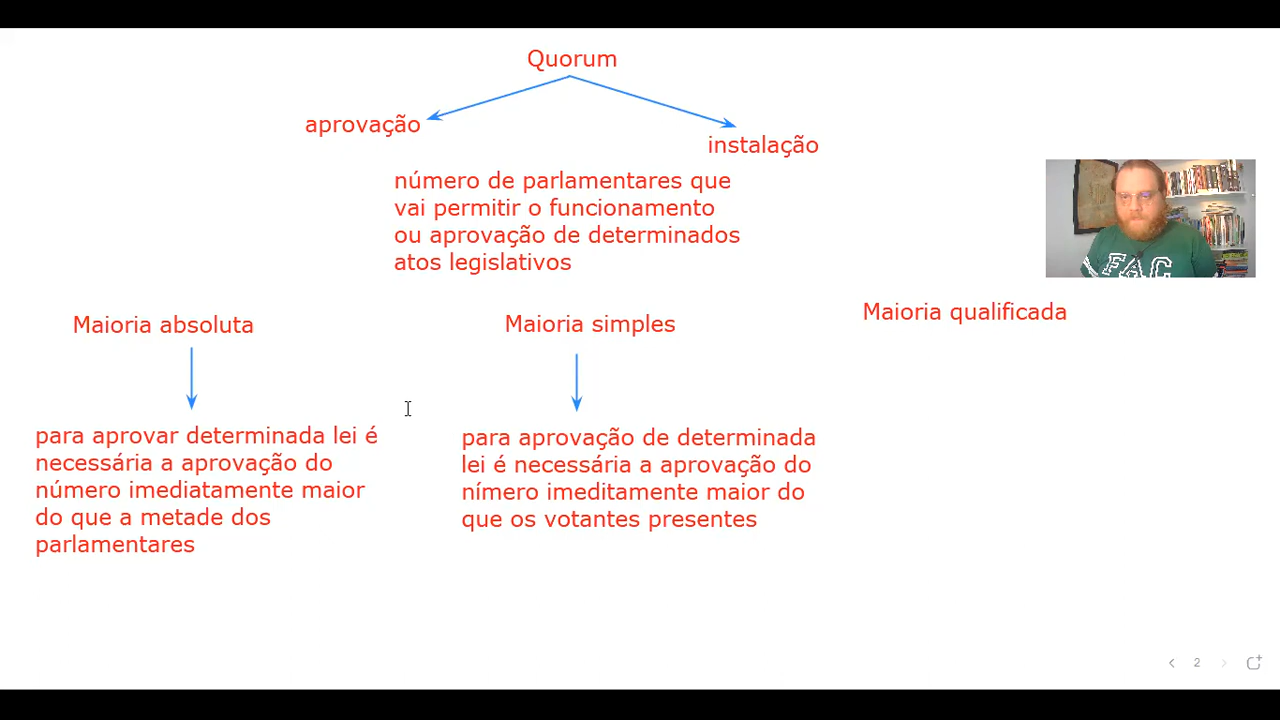 Quorum
aprovação
instalação
número de parlamentares que
vai permitir o funcionamento
ou aprovação de determinados
atos legislativos
FAC
Maioria absoluta
Maioria simples
Maioria qualificada
para aprovar determinada lei é
necessária a aprovação do
número imediatamente maior
do que a metade dos
parlamentares
para aprovação de determinada
lei é necessária a aprovação do
nímero imeditamente maior do
que os votantes presentes
2